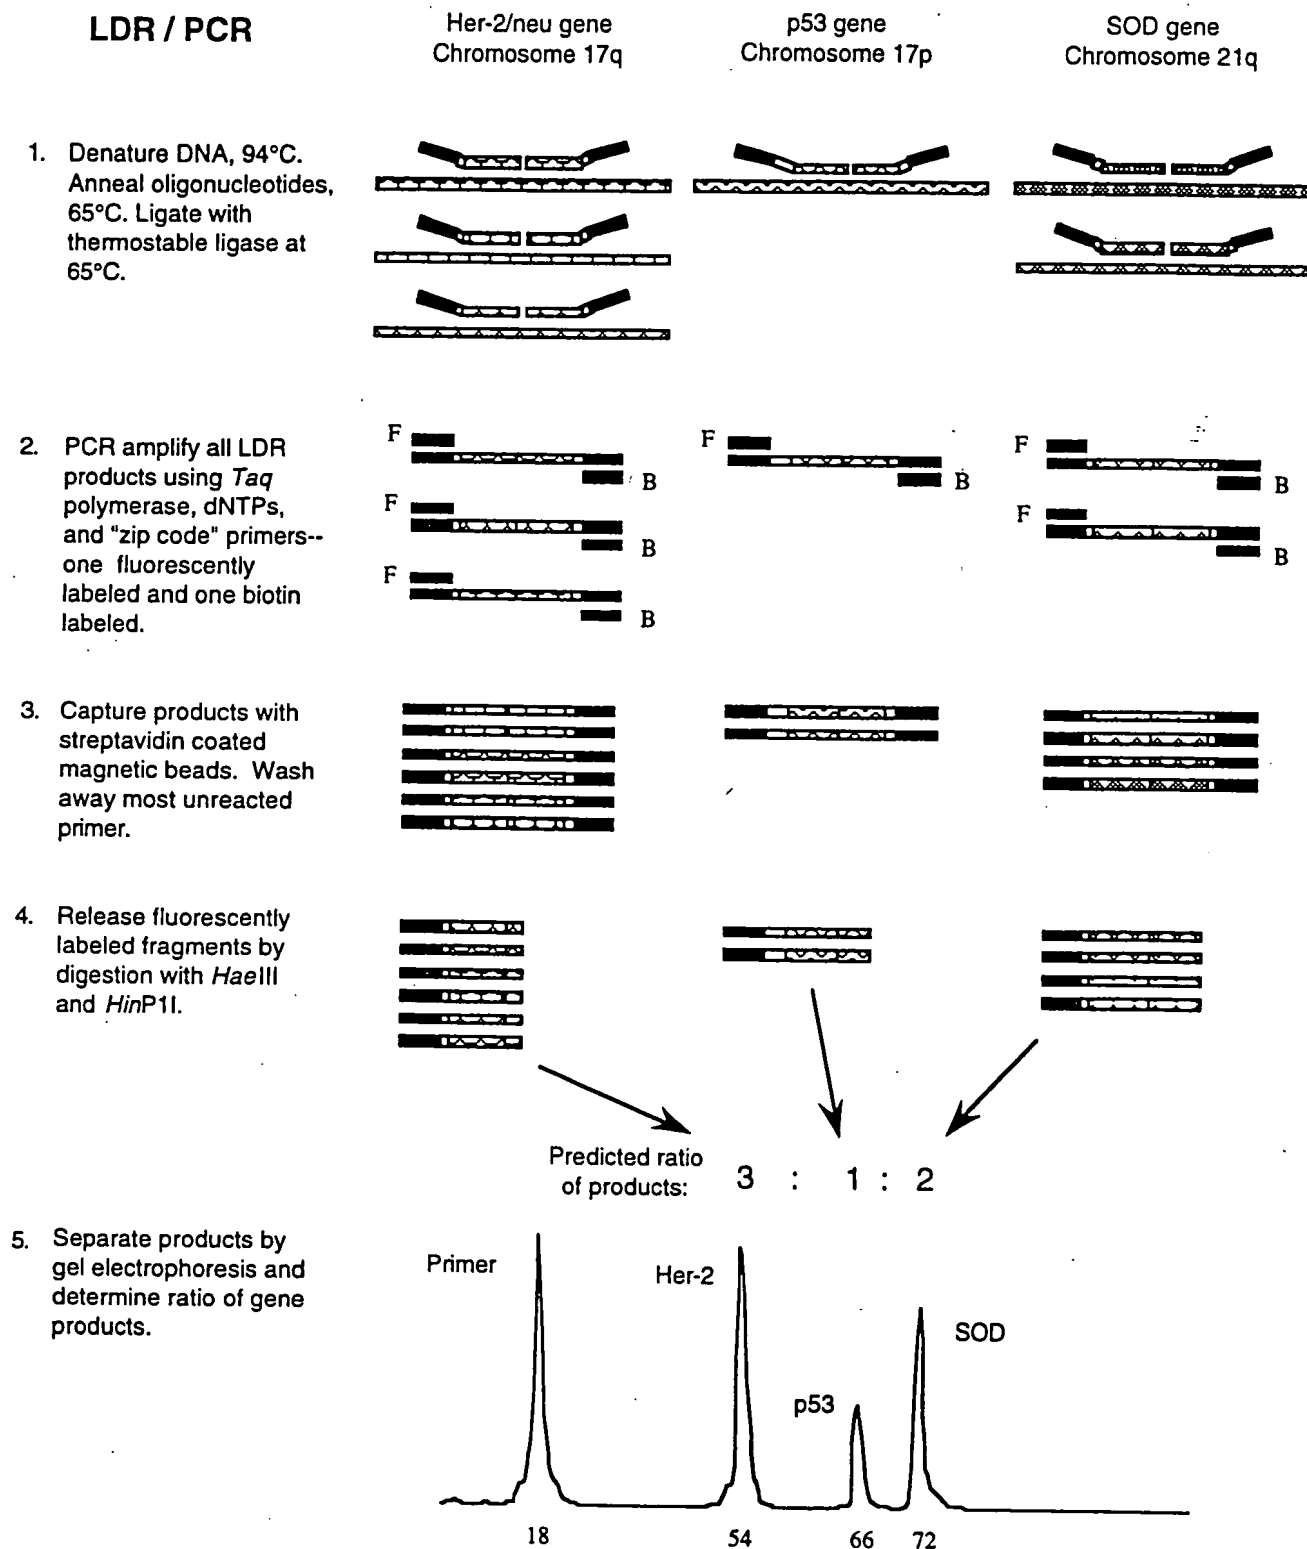 LDR / PCR
Her-2/neu gene
Chromosome 17q
p53 gene
Chromosome 17p
SOD gene
Chromosome 21q
1. Denature DNA, 94°C.
Anneal oligonucleotides,
65°C. Ligate with
thermostable ligase at
65°C.
2. PCR amplify all LDR
products using Taq
polymerase, dNTPs,
and "zip code" primers--
one fluorescently
labeled and one biotin
labeled.
F
B
F
B
F
B
F
B
F
B
F
B
3. Capture products with
streptavidin coated
magnetic beads. Wash
away most unreacted
primer.
4. Release fluorescently
labeled fragments by
digestion with HaeIII
and HinP1I.
Predicted ratio
of products:
3 : 1 : 2
5. Separate products by
gel electrophoresis and
determine ratio of gene
products.
Primer
Her-2
p53
SOD
18 54 66 72